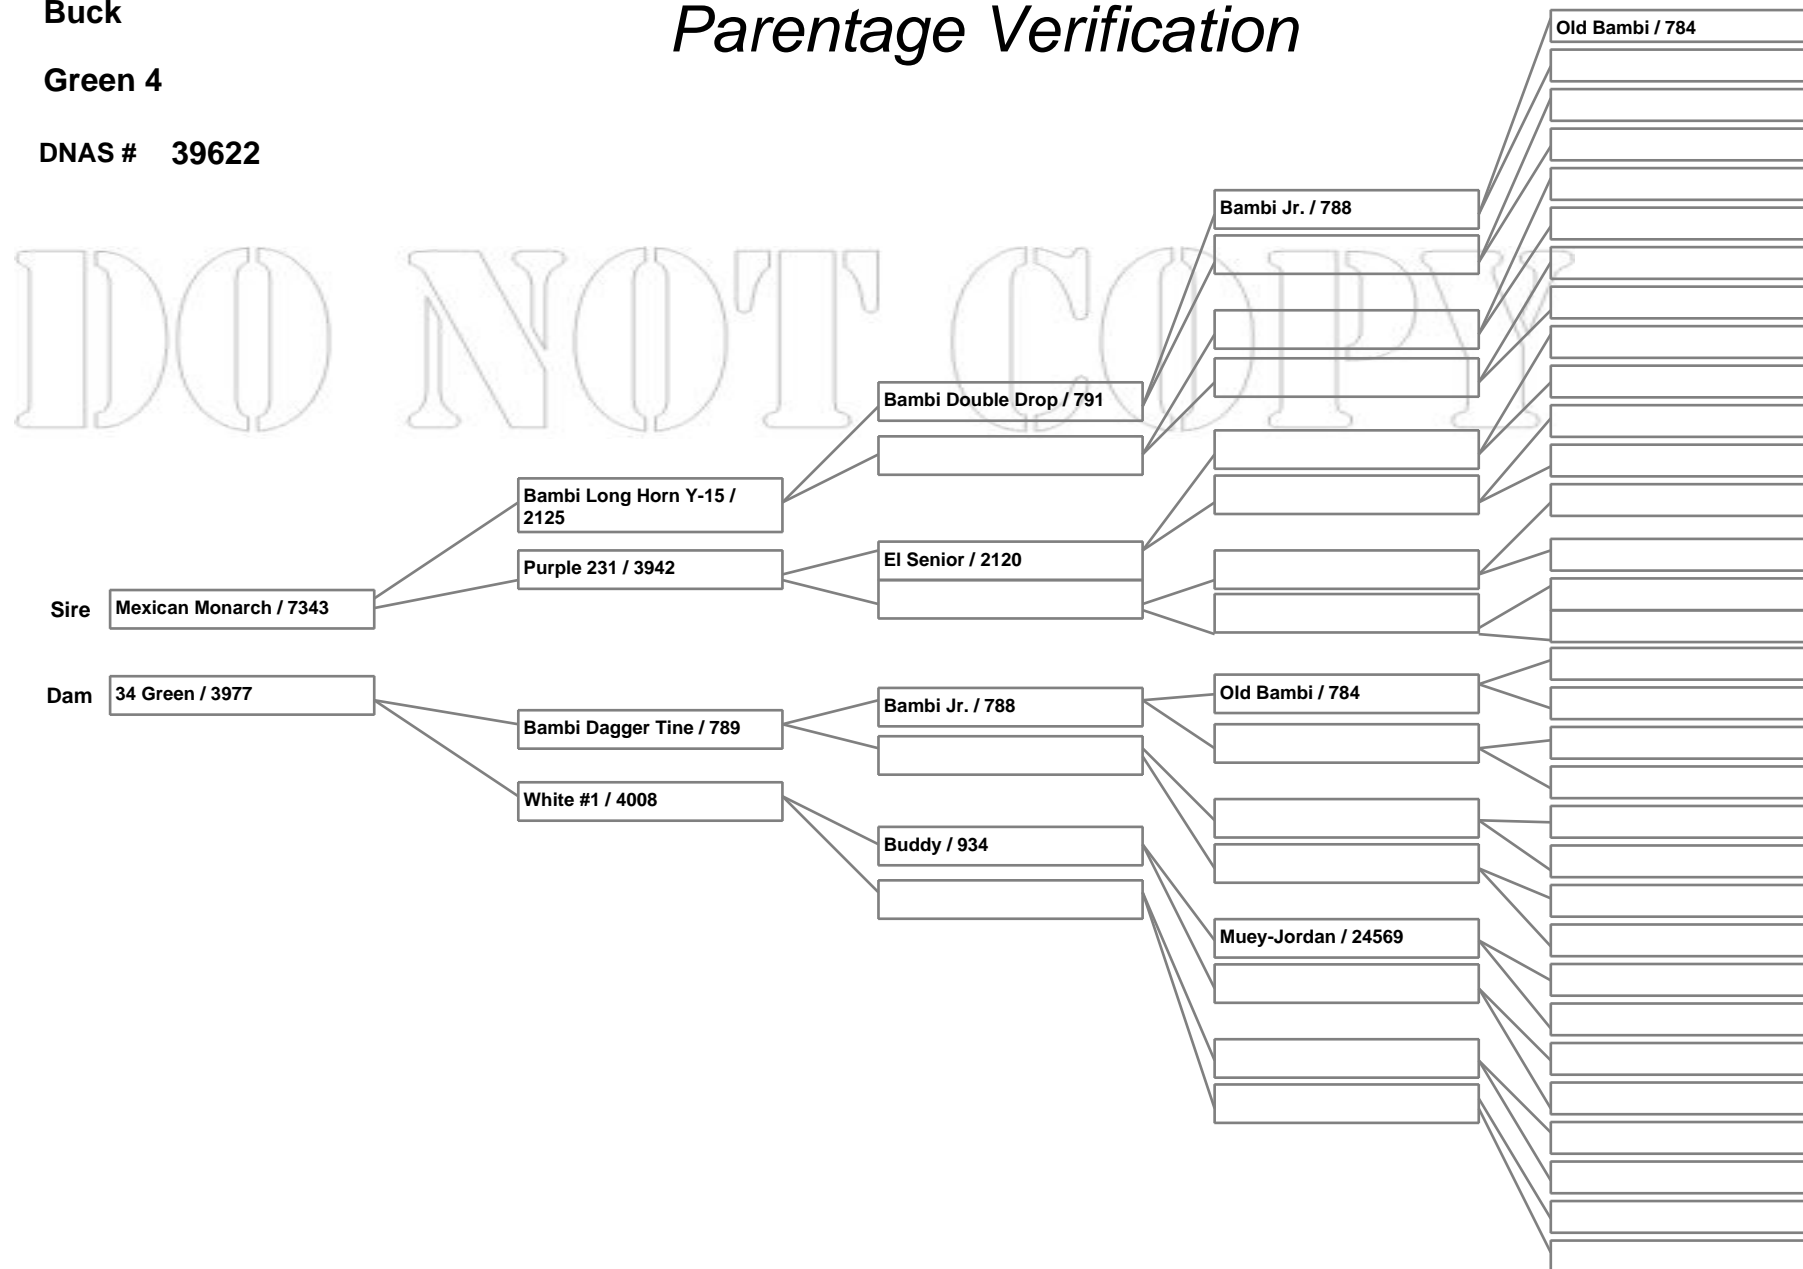 Buck
Parentage Verification
Green 4
DNAS # 39622
DO NOT COPY
Sire
Mexican Monarch / 7343
Dam
34 Green / 3977
Bambi Long Horn Y-15 /
2125
Purple 231 / 3942
Bambi Dagger Tine / 789
White #1 / 4008
Bambi Double Drop / 791
El Senior / 2120
Bambi Jr. / 788
Buddy / 934
Bambi Jr. / 788
Old Bambi / 784
Muey-Jordan / 24569
Old Bambi / 784